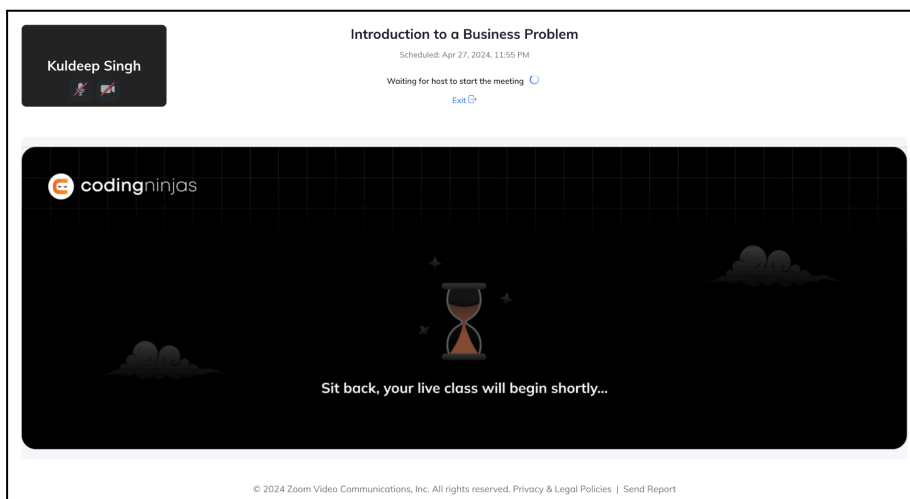 Kuldeep Singh
Introduction to a Business Problem
Scheduled: Apr 27, 2024, 11:55 PM
Waiting for host to start the meeting
Exit
codingninjas
Sit back, your live class will begin shortly...
© 2024 Zoom Video Communications, Inc. All rights reserved. Privacy & Legal Policies | Send Report